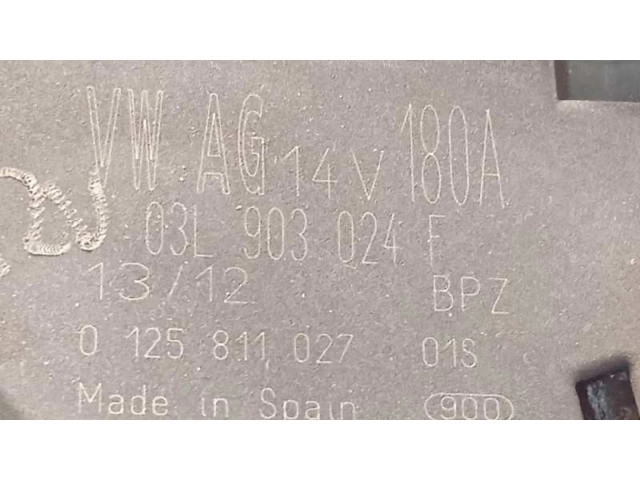 VW AG 14V 180A
03L 903 024 F
13/12 BPZ
0 125 811 027 01S
Made in Spain 900